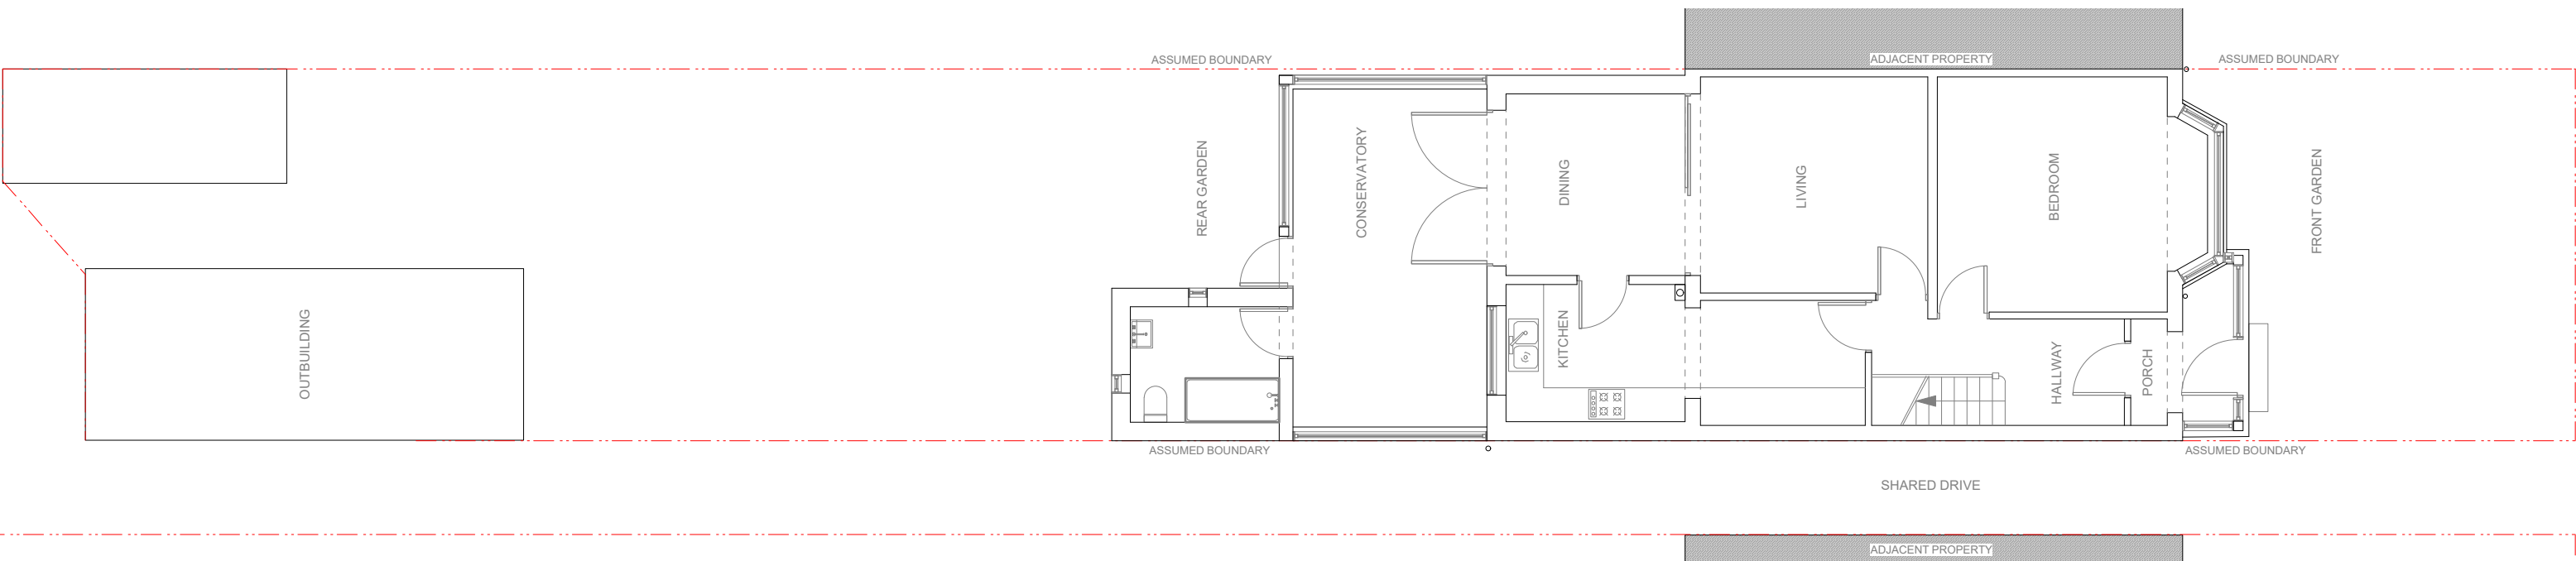 ADJACENT PROPERTY
ASSUMED BOUNDARY
ASSUMED BOUNDARY
OUTBUILDING
REAR GARDEN
CONSERVATORY
DINING
KITCHEN
LIVING
BEDROOM
HALLWAY
PORCH
FRONT GARDEN
ASSUMED BOUNDARY
ASSUMED BOUNDARY
SHARED DRIVE
ADJACENT PROPERTY